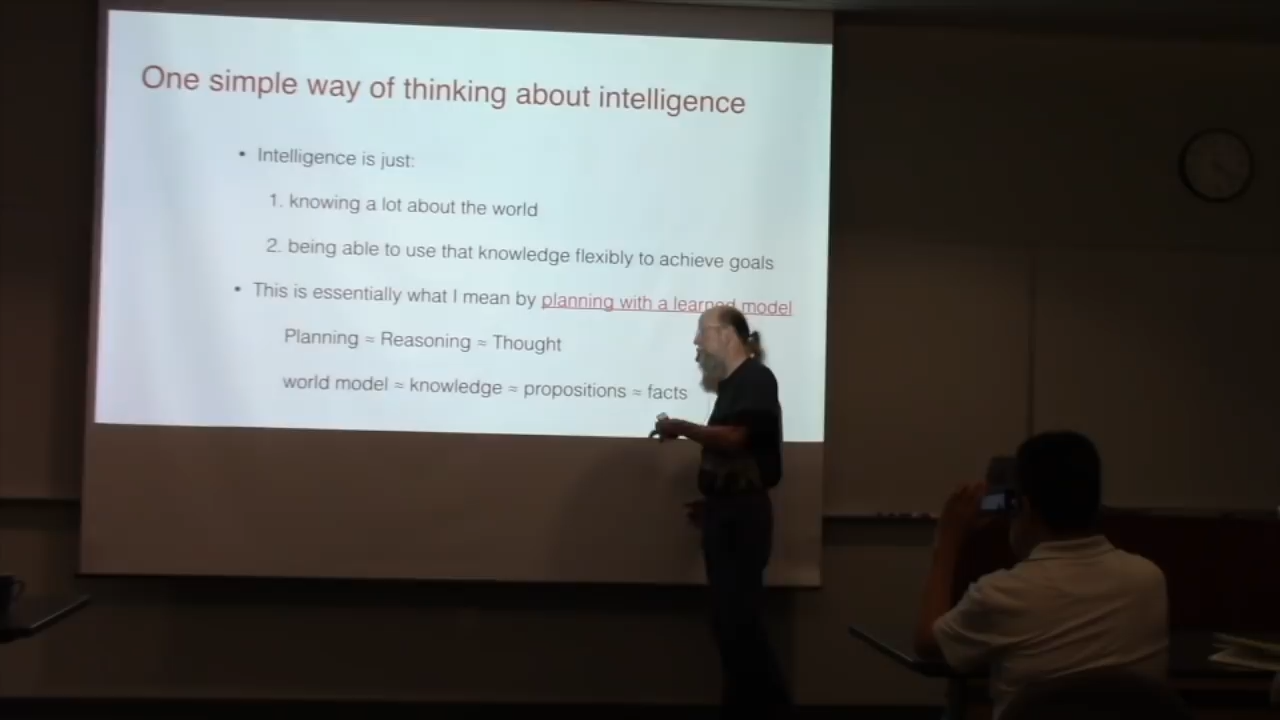 One simple way of thinking about intelligence
• Intelligence is just:
1. knowing a lot about the world
2. being able to use that knowledge flexibly to achieve goals
• This is essentially what I mean by planning with a learned model
Planning ≈ Reasoning ≈ Thought
world model ≈ knowledge ≈ propositions ≈ facts